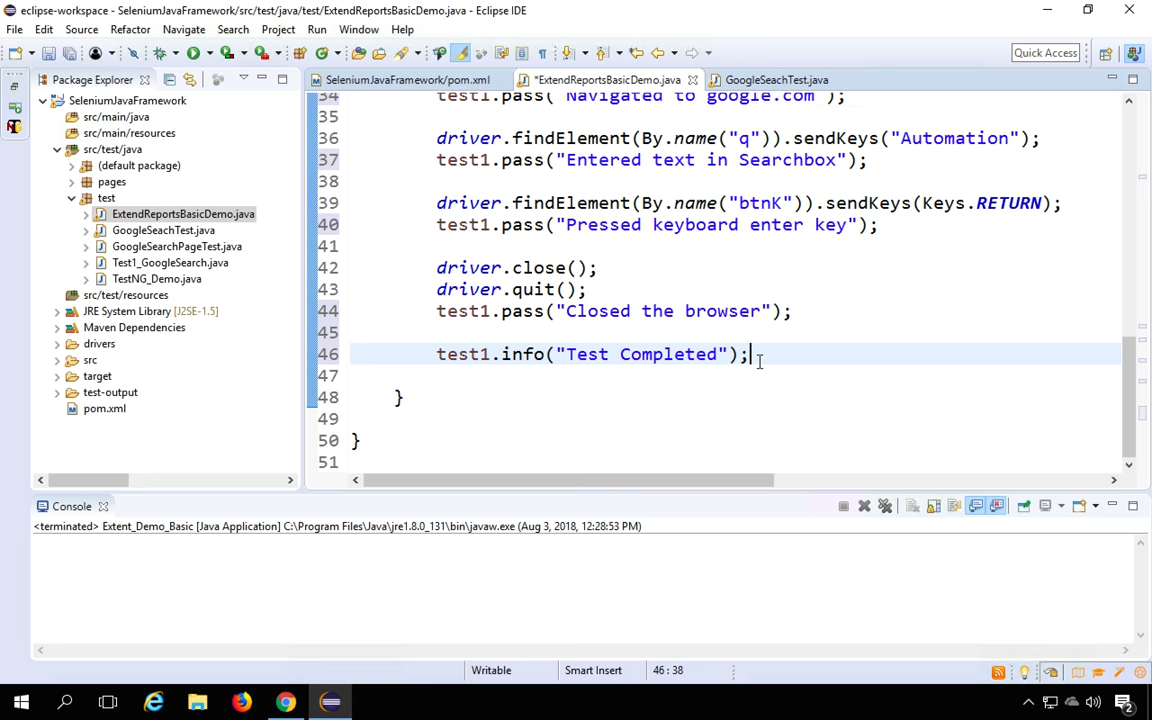 eclipse-workspace - SeleniumJavaFramework/src/test/java/test/ExtendReportsBasicDemo.java - Eclipse IDE
File Edit Source Refactor Navigate Search Project Run Window Help
Quick Access
Package Explorer
SeleniumJavaFramework
src/main/java
src/main/resources
src/test/java
(default package)
pages
test
ExtendReportsBasicDemo.java
GoogleSeachTest.java
GoogleSearchPageTest.java
Test1_GoogleSearch.java
TestNG_Demo.java
src/test/resources
JRE System Library [J2SE-1.5]
Maven Dependencies
drivers
src
target
test-output
pom.xml
SeleniumJavaFramework/pom.xml
*ExtendReportsBasicDemo.java
GoogleSeachTest.java
34 test1.pass("Navigated to google.com");
35
36 driver.findElement(By.name("q")).sendKeys("Automation");
37 test1.pass("Entered text in Searchbox");
38
39 driver.findElement(By.name("btnK")).sendKeys(Keys.RETURN);
40 test1.pass("Pressed keyboard enter key");
41
42 driver.close();
43 driver.quit();
44 test1.pass("Closed the browser");
45
46 test1.info("Test Completed");
47
48 }
49
50 }
51
Console
<terminated> Extent_Demo_Basic [Java Application] C:\Program Files\Java\jre1.8.0_131\bin\javaw.exe (Aug 3, 2018, 12:28:53 PM)
Writable Smart Insert 46 : 38
2